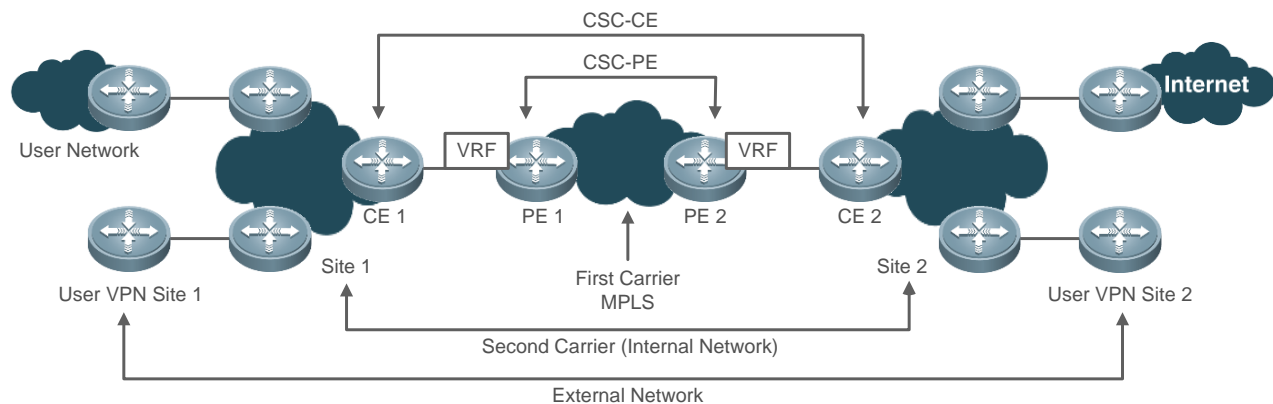 CSC-CE
CSC-PE
Internet
User Network
VRF
VRF
CE 1
PE 1
PE 2
CE 2
Site 1
First Carrier
MPLS
Site 2
User VPN Site 1
User VPN Site 2
Second Carrier (Internal Network)
External Network